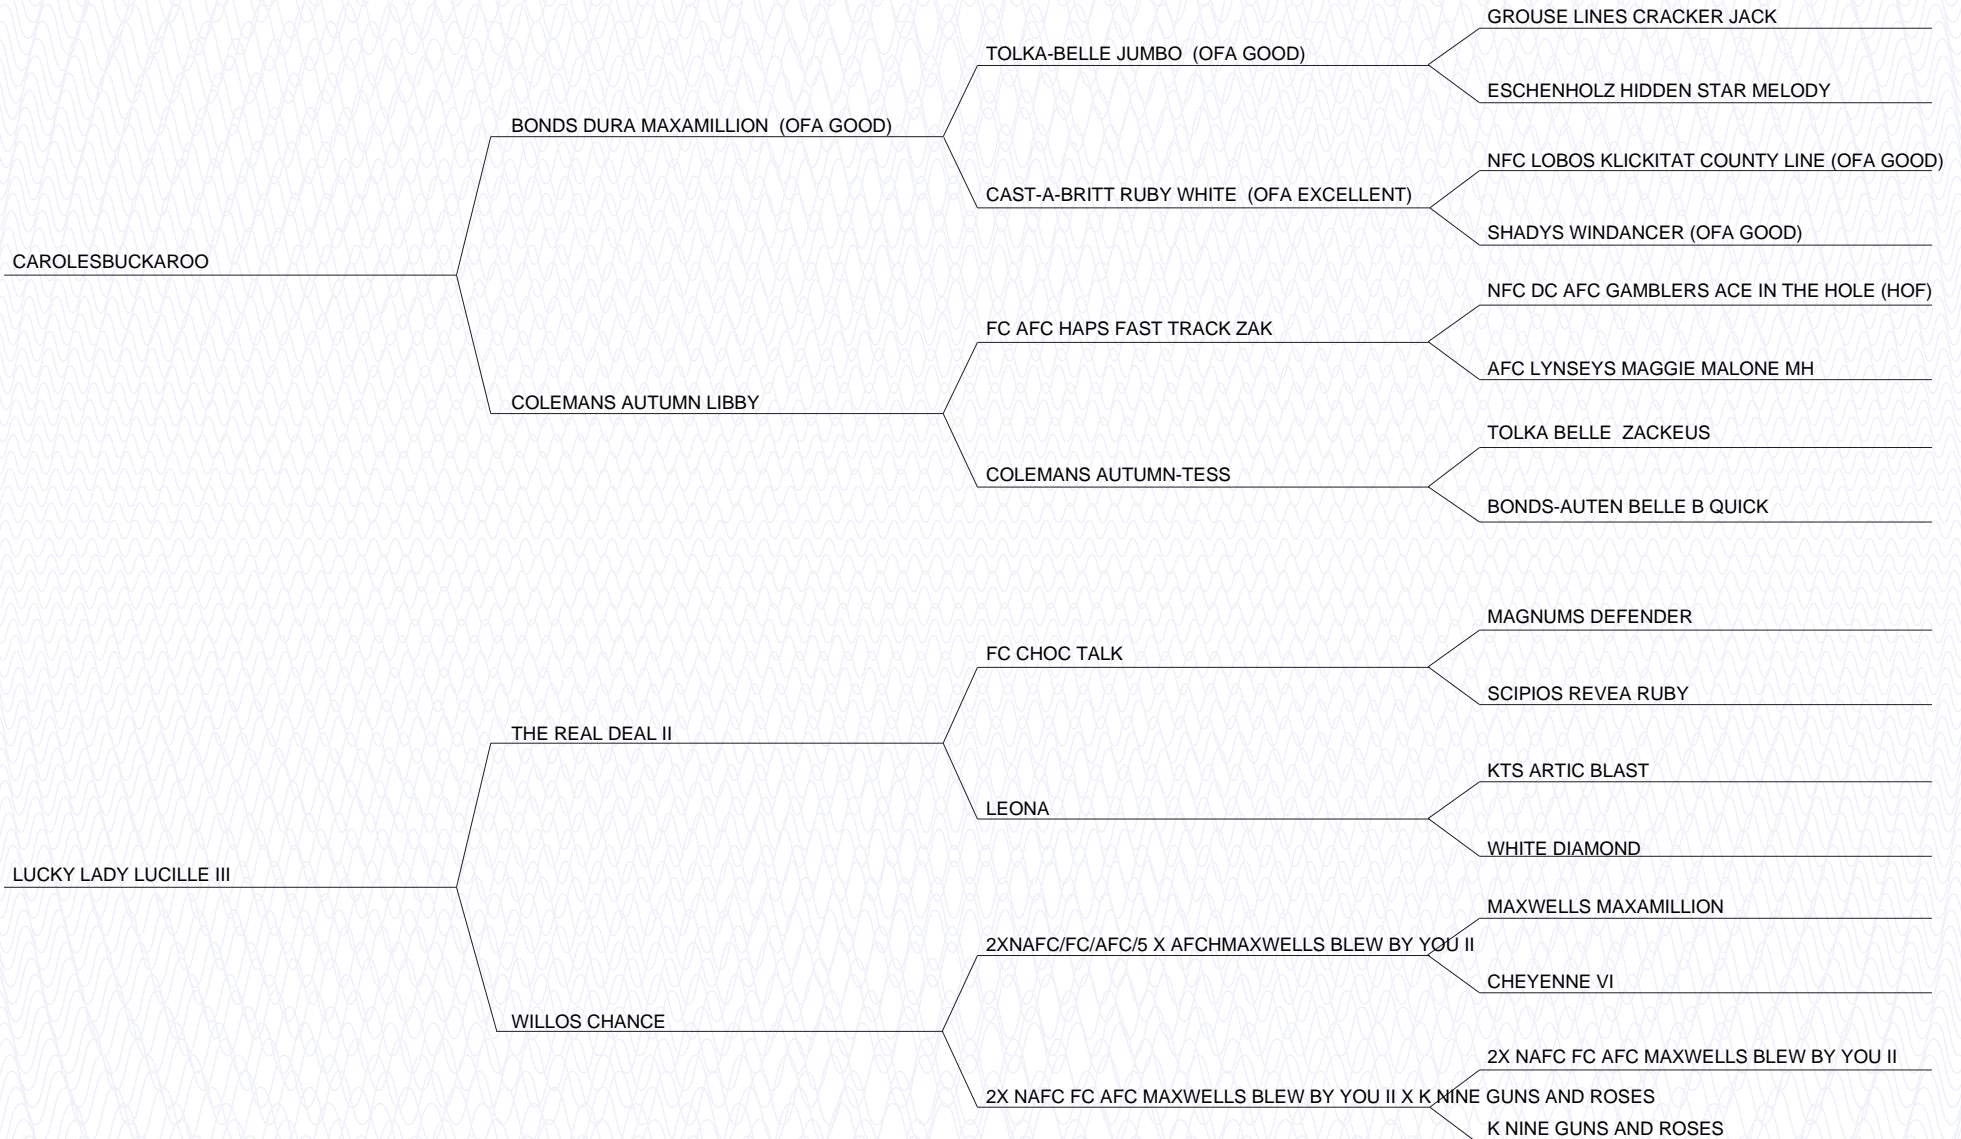 GROUSE LINES CRACKER JACK
TOLKA-BELLE JUMBO  (OFA GOOD)
ESCHENHOLZ HIDDEN STAR MELODY
BONDS DURA MAXAMILLION  (OFA GOOD)
NFC LOBOS KLICKITAT COUNTY LINE (OFA GOOD)
CAST-A-BRITT RUBY WHITE  (OFA EXCELLENT)
SHADYS WINDANCER (OFA GOOD)
CAROLESBUCKAROO
NFC DC AFC GAMBLERS ACE IN THE HOLE (HOF)
FC AFC HAPS FAST TRACK ZAK
AFC LYNSEYS MAGGIE MALONE MH
COLEMANS AUTUMN LIBBY
TOLKA BELLE  ZACKEUS
COLEMANS AUTUMN-TESS
BONDS-AUTEN BELLE B QUICK
MAGNUMS DEFENDER
FC CHOC TALK
SCIPIOS REVEA RUBY
THE REAL DEAL II
KTS ARTIC BLAST
LEONA
WHITE DIAMOND
LUCKY LADY LUCILLE III
MAXWELLS MAXAMILLION
2XNAFC/FC/AFC/5 X AFCHMAXWELLS BLEW BY YOU II
CHEYENNE VI
WILLOS CHANCE
2X NAFC FC AFC MAXWELLS BLEW BY YOU II
2X NAFC FC AFC MAXWELLS BLEW BY YOU II X K NINE GUNS AND ROSES
K NINE GUNS AND ROSES